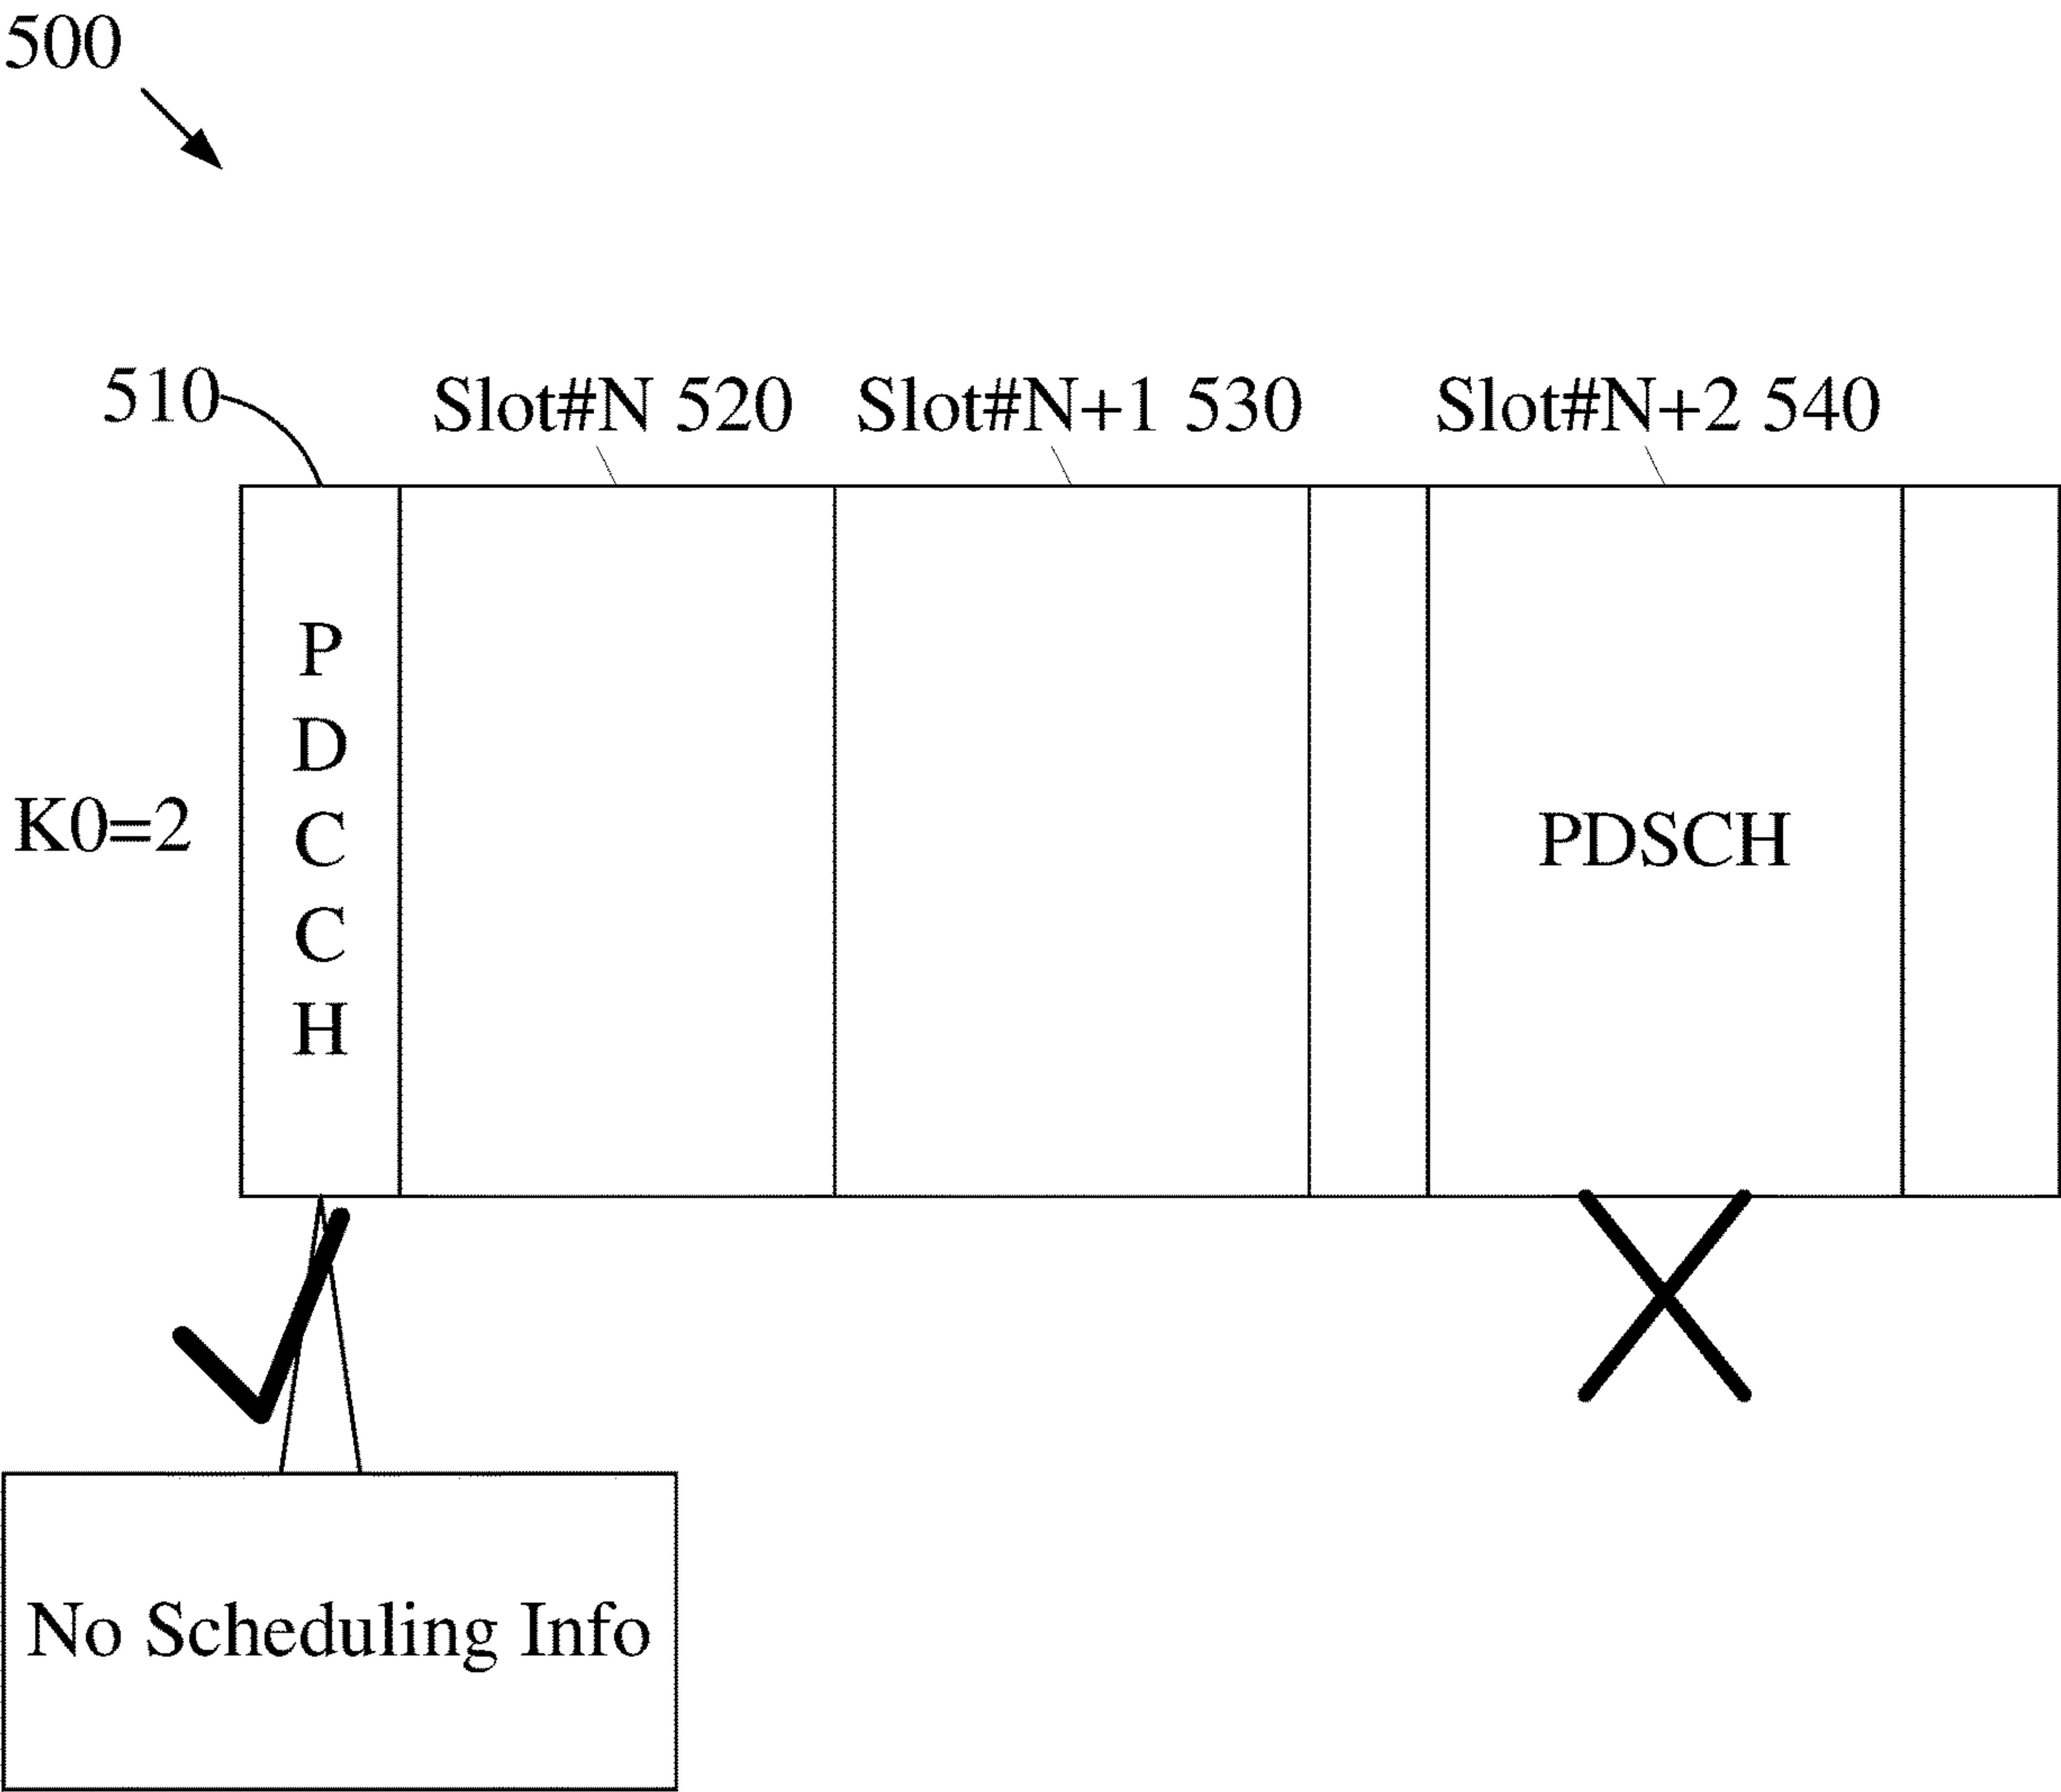 500
510
Slot#N 520
Slot#N+1 530
Slot#N+2 540
K0=2
P
D
C
C
H
PDSCH
No Scheduling Info